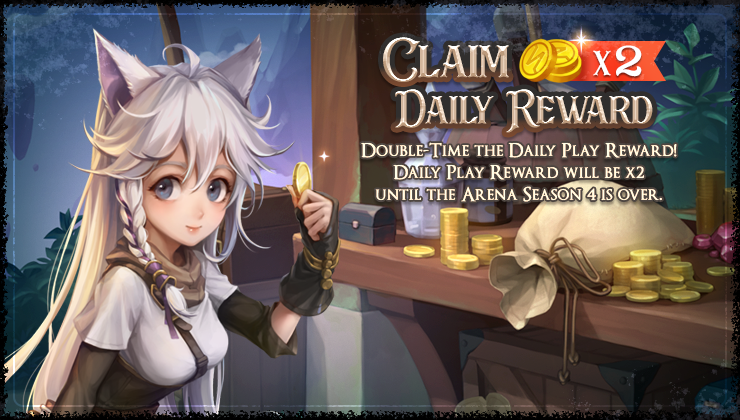 CLAIM x2
DAILY REWARD
DOUBLE-TIME THE DAILY PLAY REWARD!
DAILY PLAY REWARD WILL BE X2
UNTIL THE ARENA SEASON 4 IS OVER.